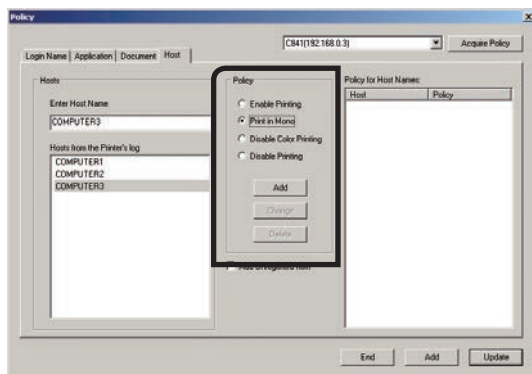 Policy
C841(192.168.0.3)
Acquire Policy
Login Name
Application
Document
Host
Hosts
Enter Host Name
COMPUTER3
Hosts from the Printer's log
COMPUTER1
COMPUTER2
COMPUTER3
Policy
Enable Printing
Print in Mono
Disable Color Printing
Disable Printing
Add
Change
Delete
Policy for Host Names:
Host
Policy
End
Add
Update